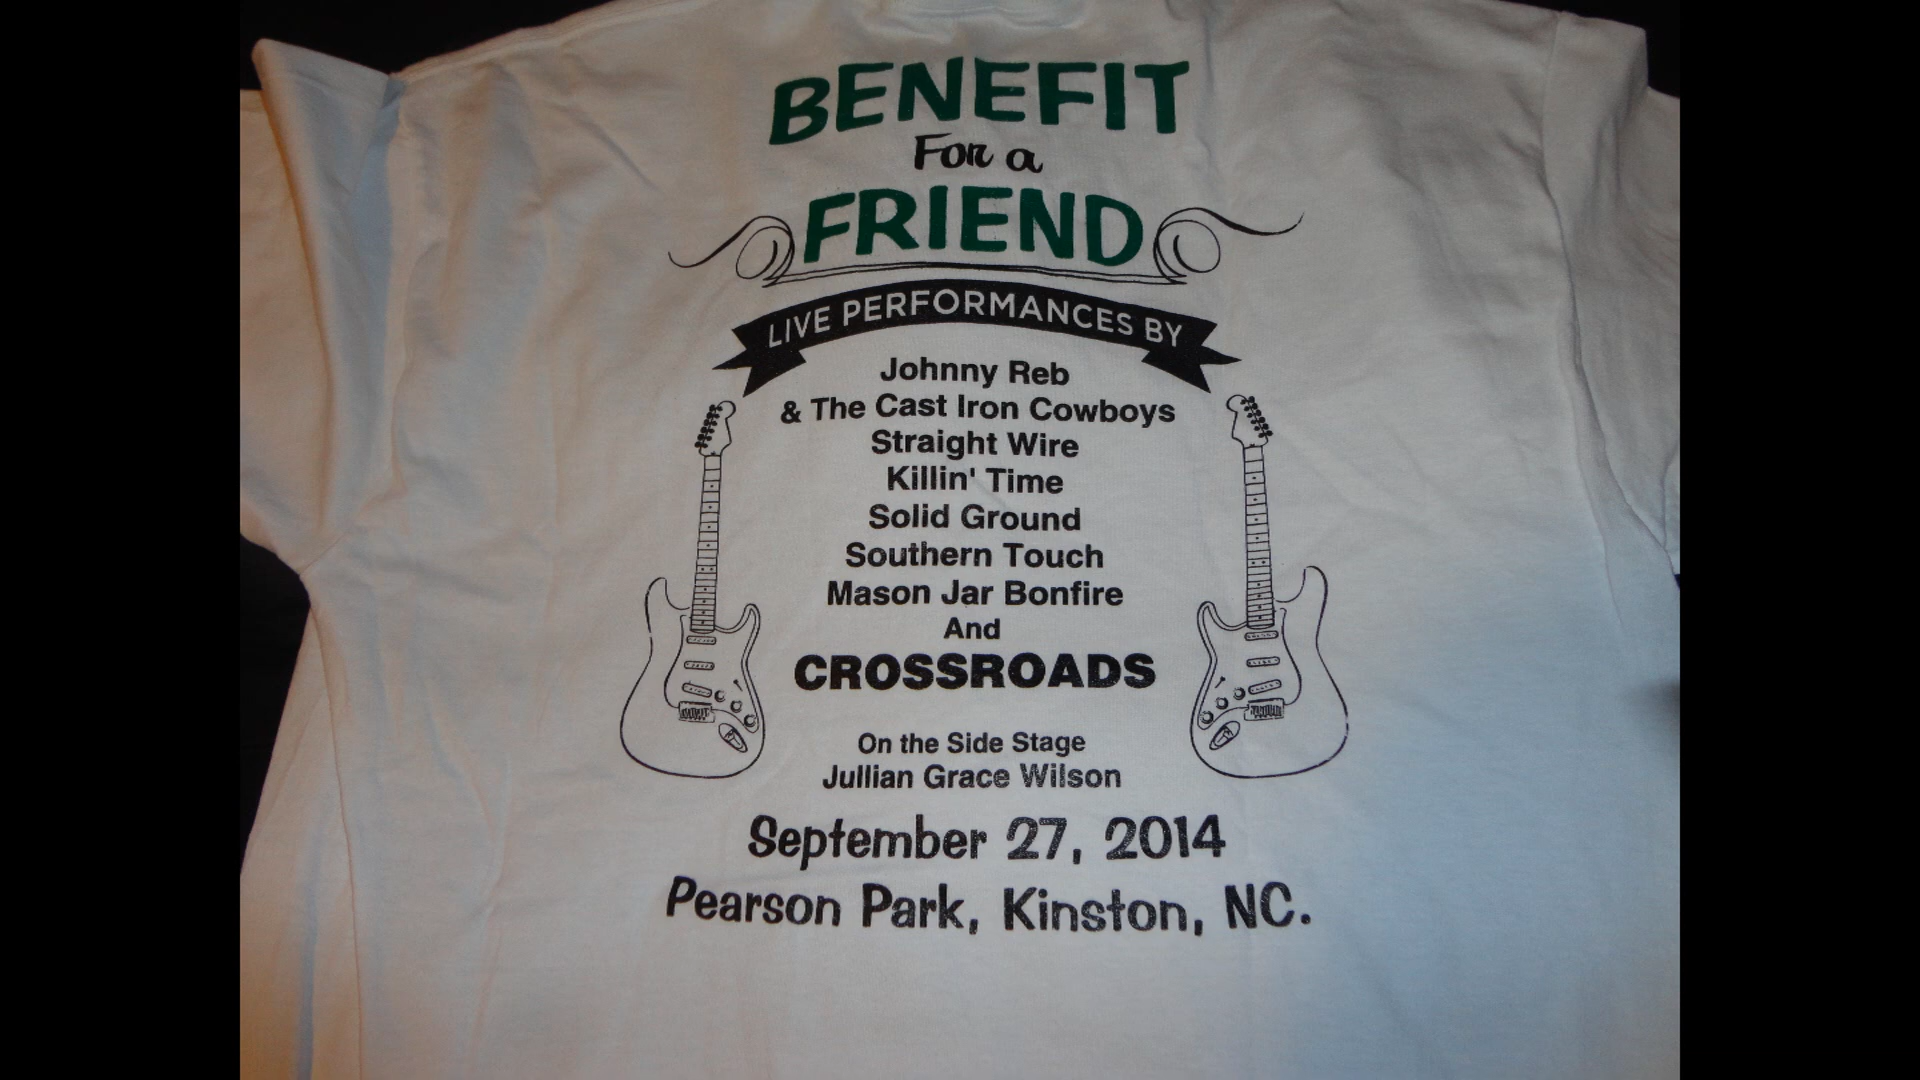 BENEFIT
For a
FRIEND
LIVE PERFORMANCES BY
Johnny Reb
& The Cast Iron Cowboys
Straight Wire
Killin' Time
Solid Ground
Southern Touch
Mason Jar Bonfire
And
CROSSROADS
On the Side Stage
Jullian Grace Wilson
September 27, 2014
Pearson Park, Kinston, NC.